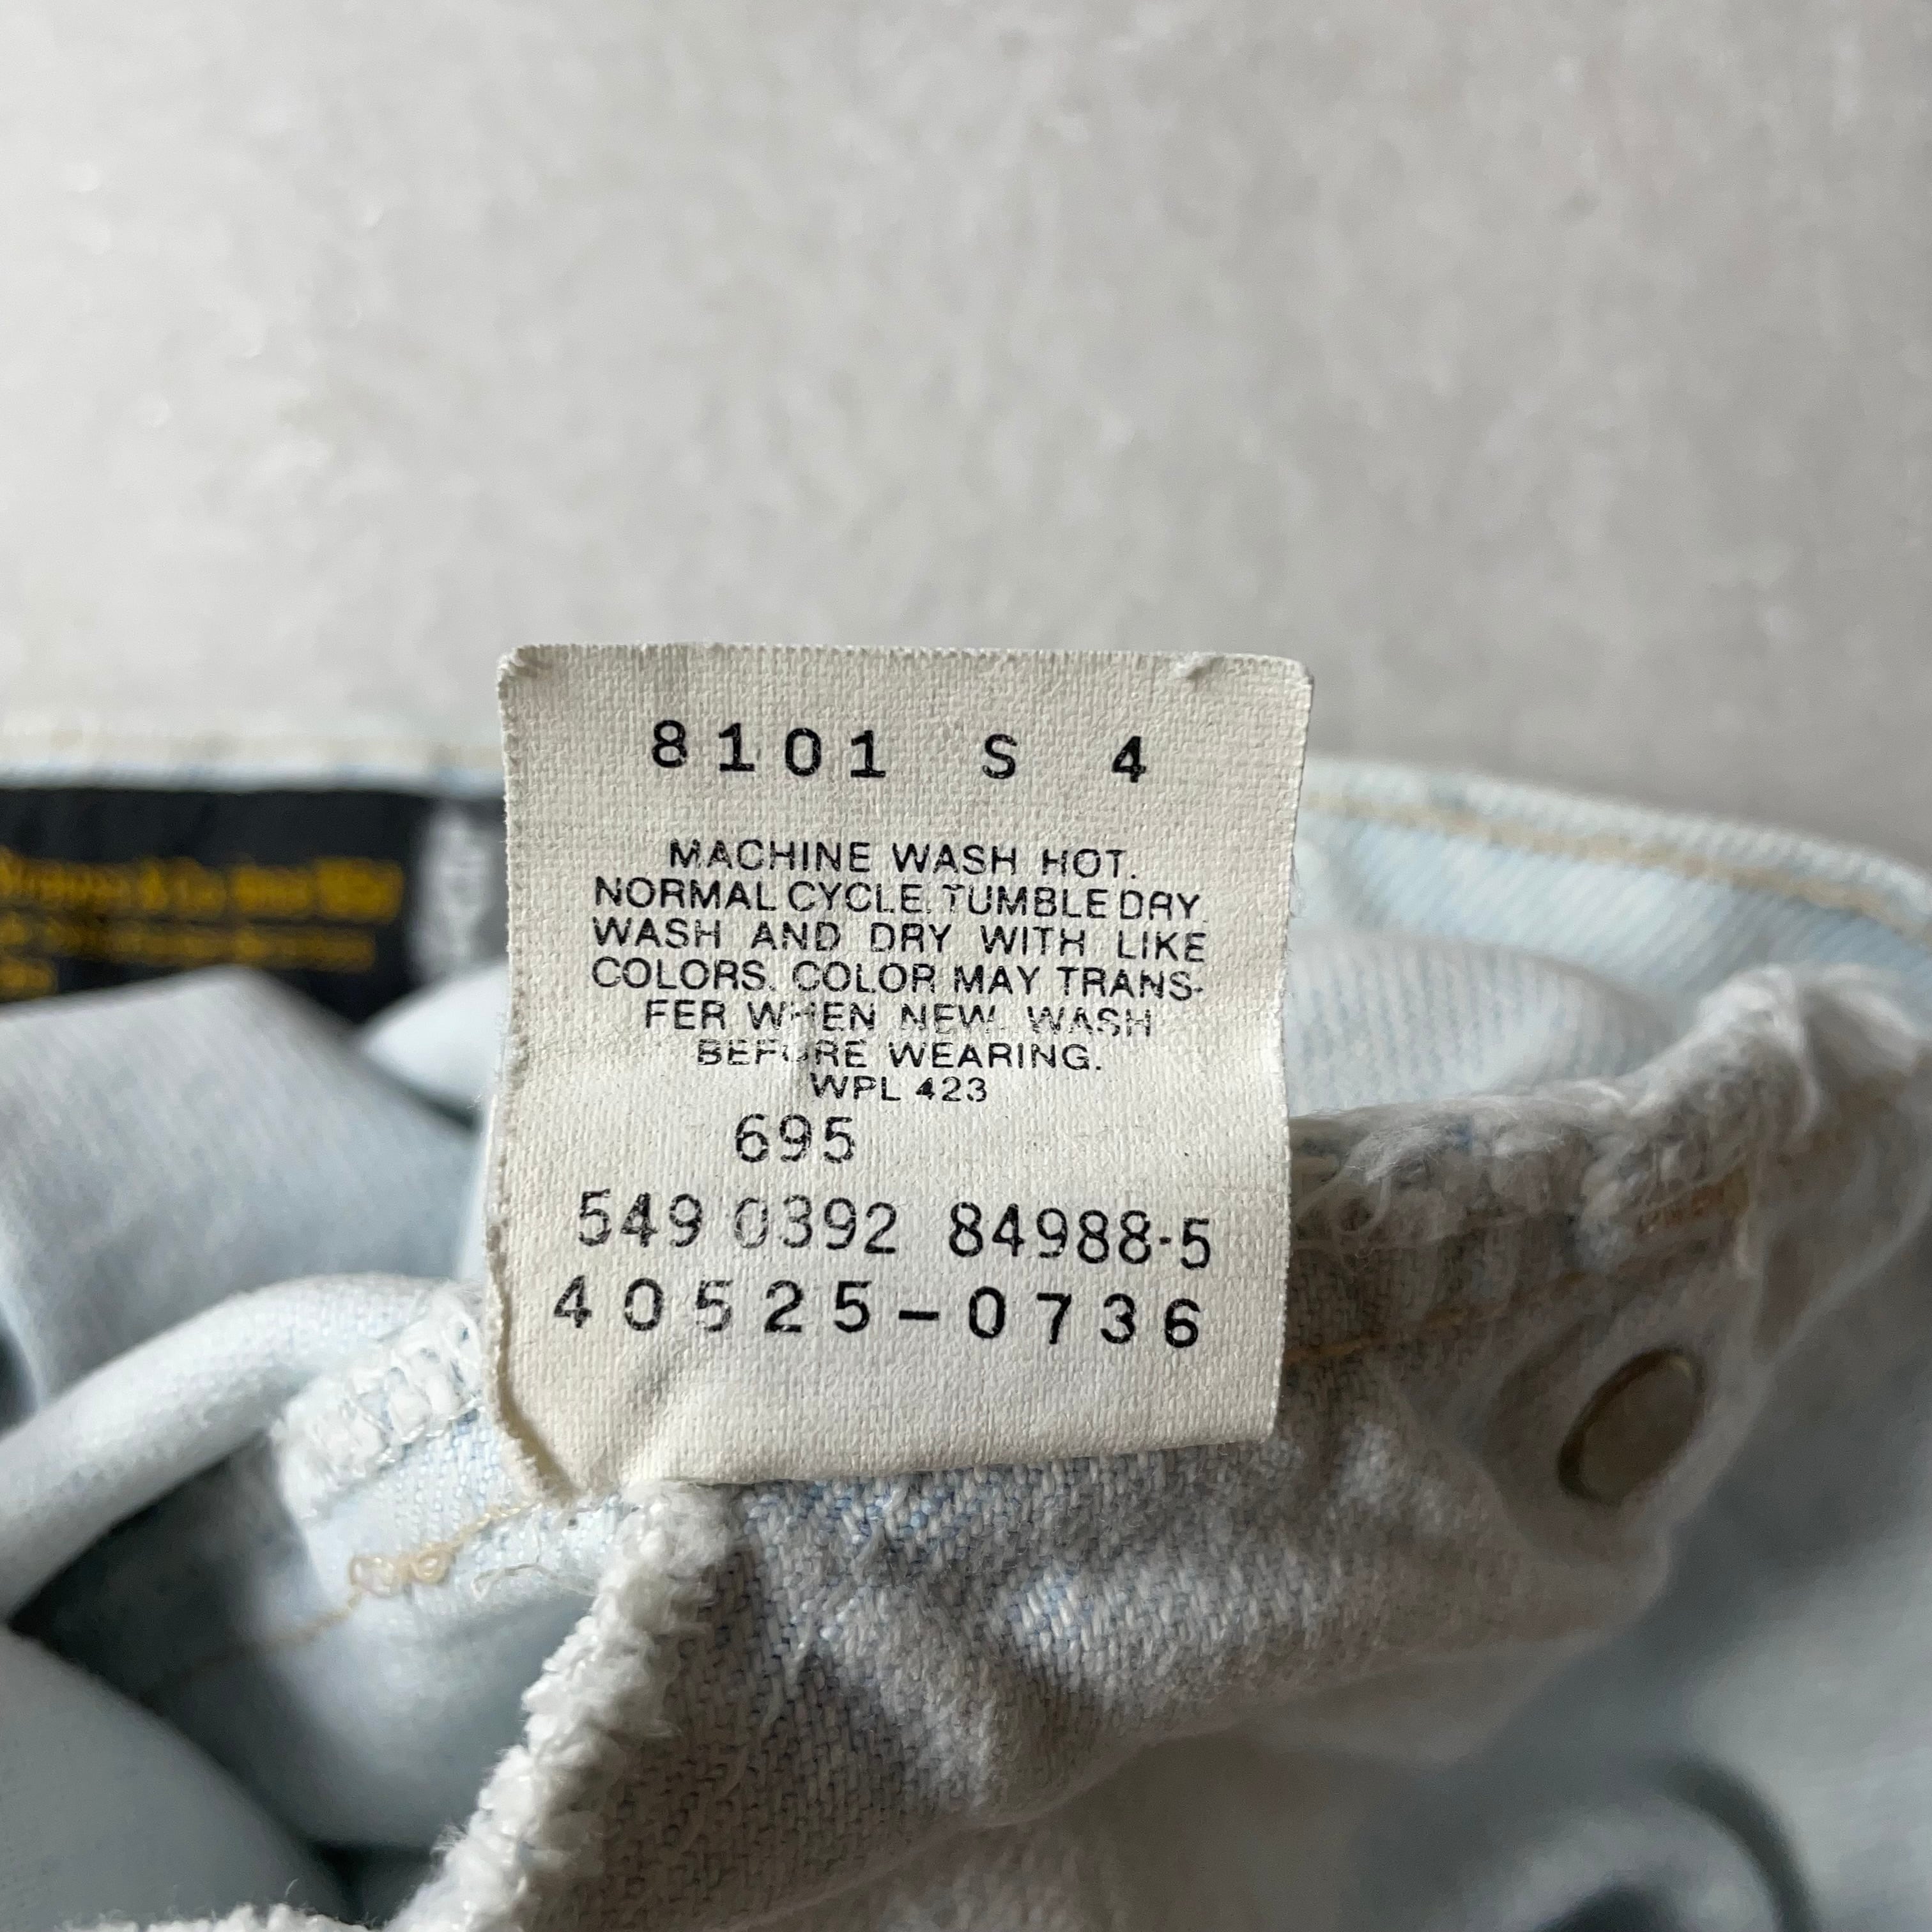 8101 S 4
MACHINE WASH HOT.
NORMAL CYCLE. TUMBLE DRY.
WASH AND DRY WITH LIKE
COLORS. COLOR MAY TRANS-
FER WHEN NEW. WASH
BEFORE WEARING.
WPL 423
695
549 0392 84988-5
40525-0736